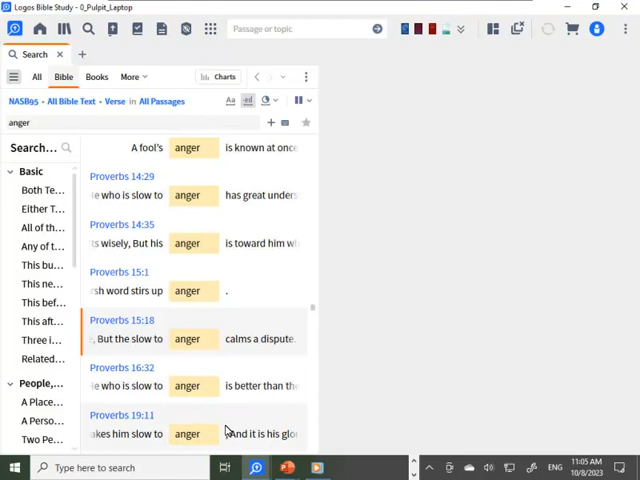 Logos Bible Study - 0_Pulpit_Laptop
Passage or topic
Search
All Bible Books More Charts
NASB95 • All Bible Text • Verse in All Passages Aa
anger
Search...
Basic
Both Te...
Either T...
All of th...
Any of t...
This bu...
This ne...
This bef...
This aft...
Three i...
Related...
People,...
A Place...
A Perso...
Two Pe...
A fool's anger is known at once
Proverbs 14:29
He who is slow to anger has great unders
Proverbs 14:35
ts wisely, But his anger is toward him wh
Proverbs 15:1
rsh word stirs up anger .
Proverbs 15:18
, But the slow to anger calms a dispute.
Proverbs 16:32
He who is slow to anger is better than the
Proverbs 19:11
akes him slow to anger , And it is his glo
Type here to search
ENG
11:05 AM
10/8/2023